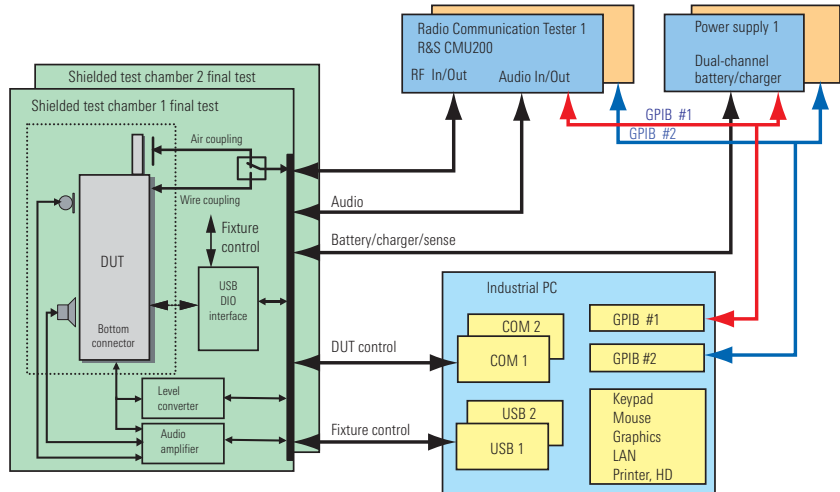 Radio Communication Tester 1
R&S CMU200
RF In/Out
Audio In/Out
Power supply 1
Dual-channel
battery/charger
Shielded test chamber 2 final test
Shielded test chamber 1 final test
GPIB #1
GPIB #2
Air coupling
Wire coupling
Audio
Fixture
control
Battery/charger/sense
DUT
USB
DIO
interface
Bottom
connector
Industrial PC
COM 2
COM 1
GPIB #1
GPIB #2
DUT control
Level
converter
Audio
amplifier
Fixture control
USB 2
USB 1
Keypad
Mouse
Graphics
LAN
Printer, HD